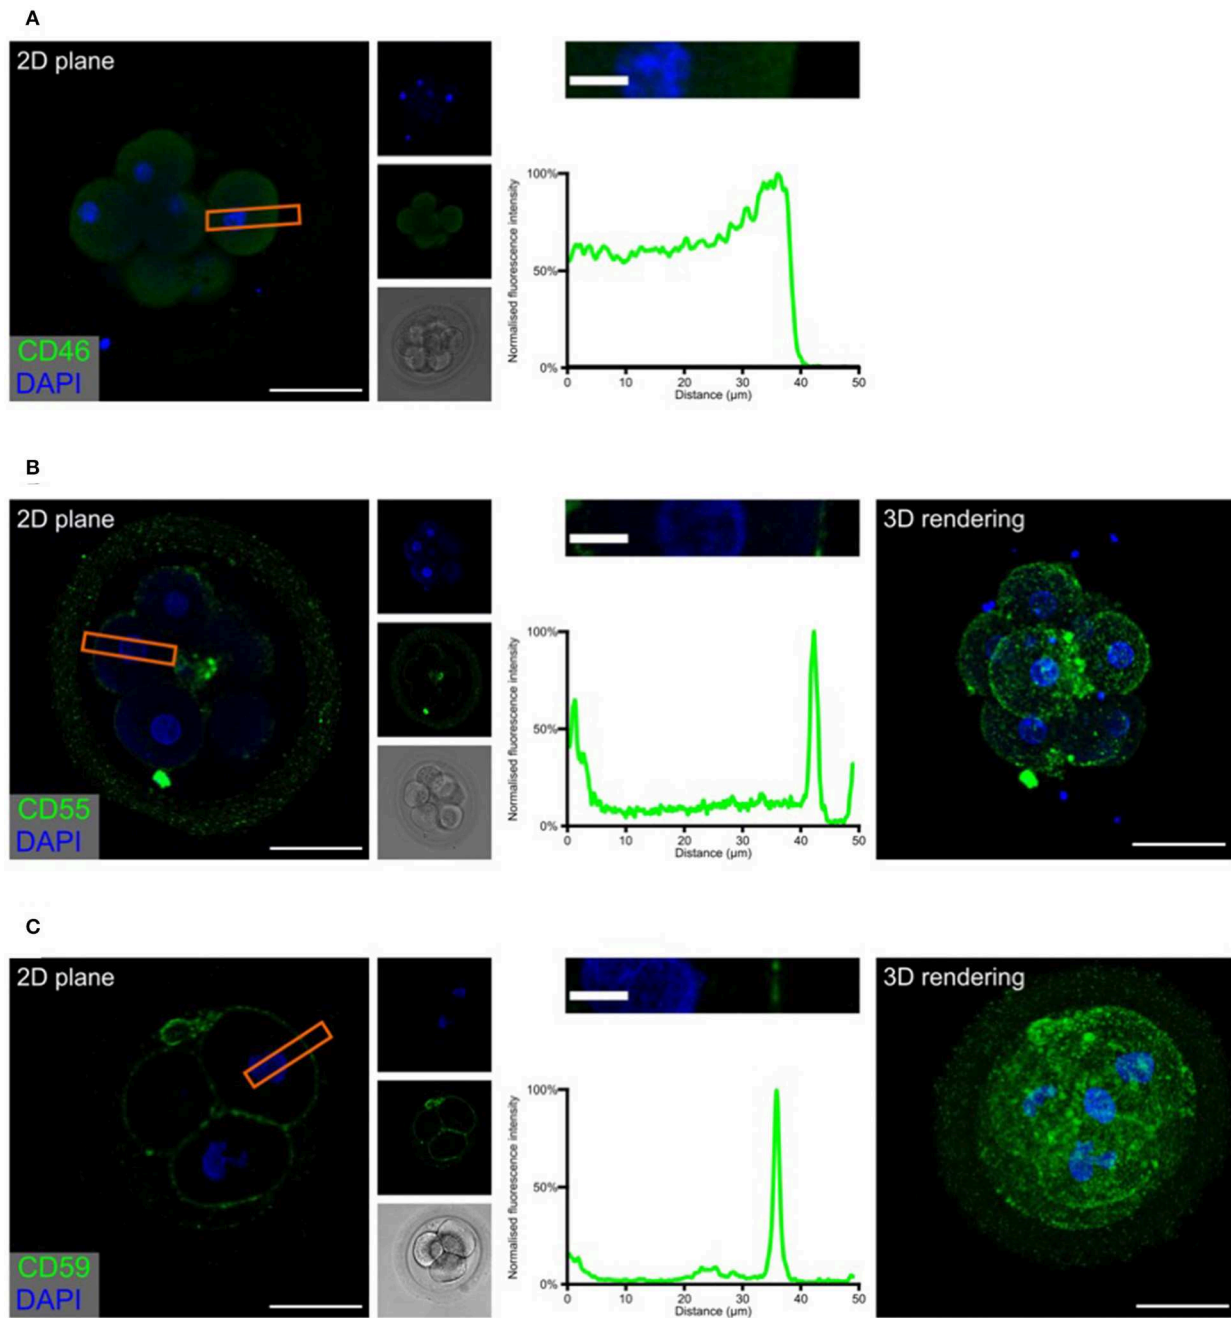 A
2D plane
CD46
DAPI
Normalised fluorescence intensity
100%
50%
0%
0 10 20 30 40 50
Distance (µm)
B
2D plane
CD55
DAPI
Normalised fluorescence intensity
100%
50%
0%
0 10 20 30 40 50
Distance (µm)
3D rendering
C
2D plane
CD59
DAPI
Normalised fluorescence intensity
100%
50%
0%
0 10 20 30 40 50
Distance (µm)
3D rendering